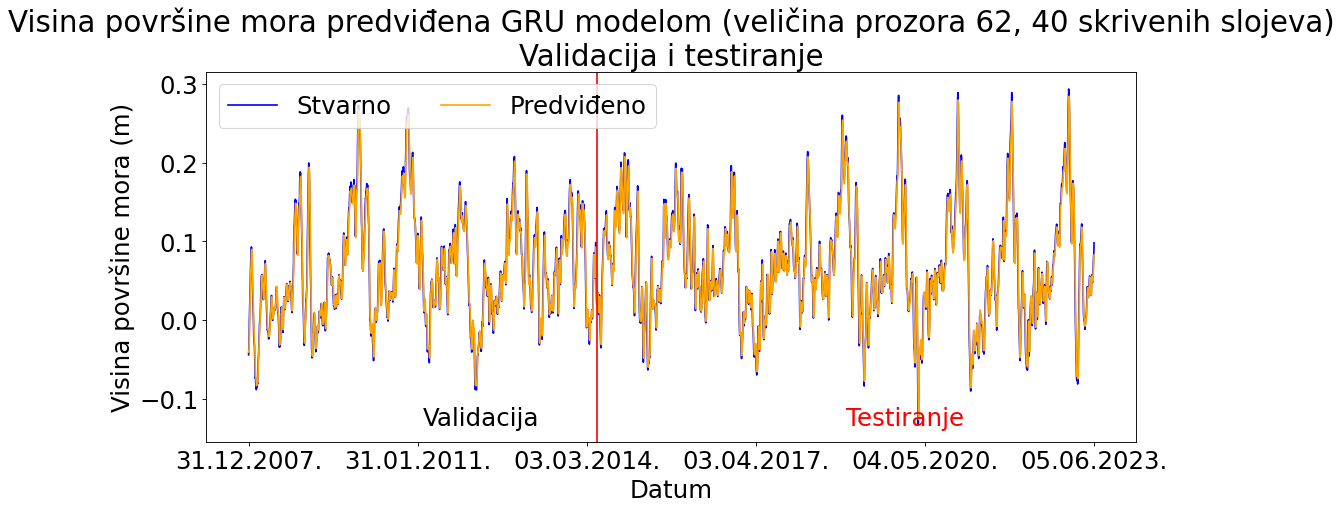 Visina površine mora predviđena GRU modelom (veličina prozora 62, 40 skrivenih slojeva)
Validacija i testiranje
Stvarno
Predviđeno
Visina površine mora (m)
0.3
0.2
0.1
0.0
−0.1
Validacija
Testiranje
31.12.2007.
31.01.2011.
03.03.2014.
03.04.2017.
04.05.2020.
05.06.2023.
Datum